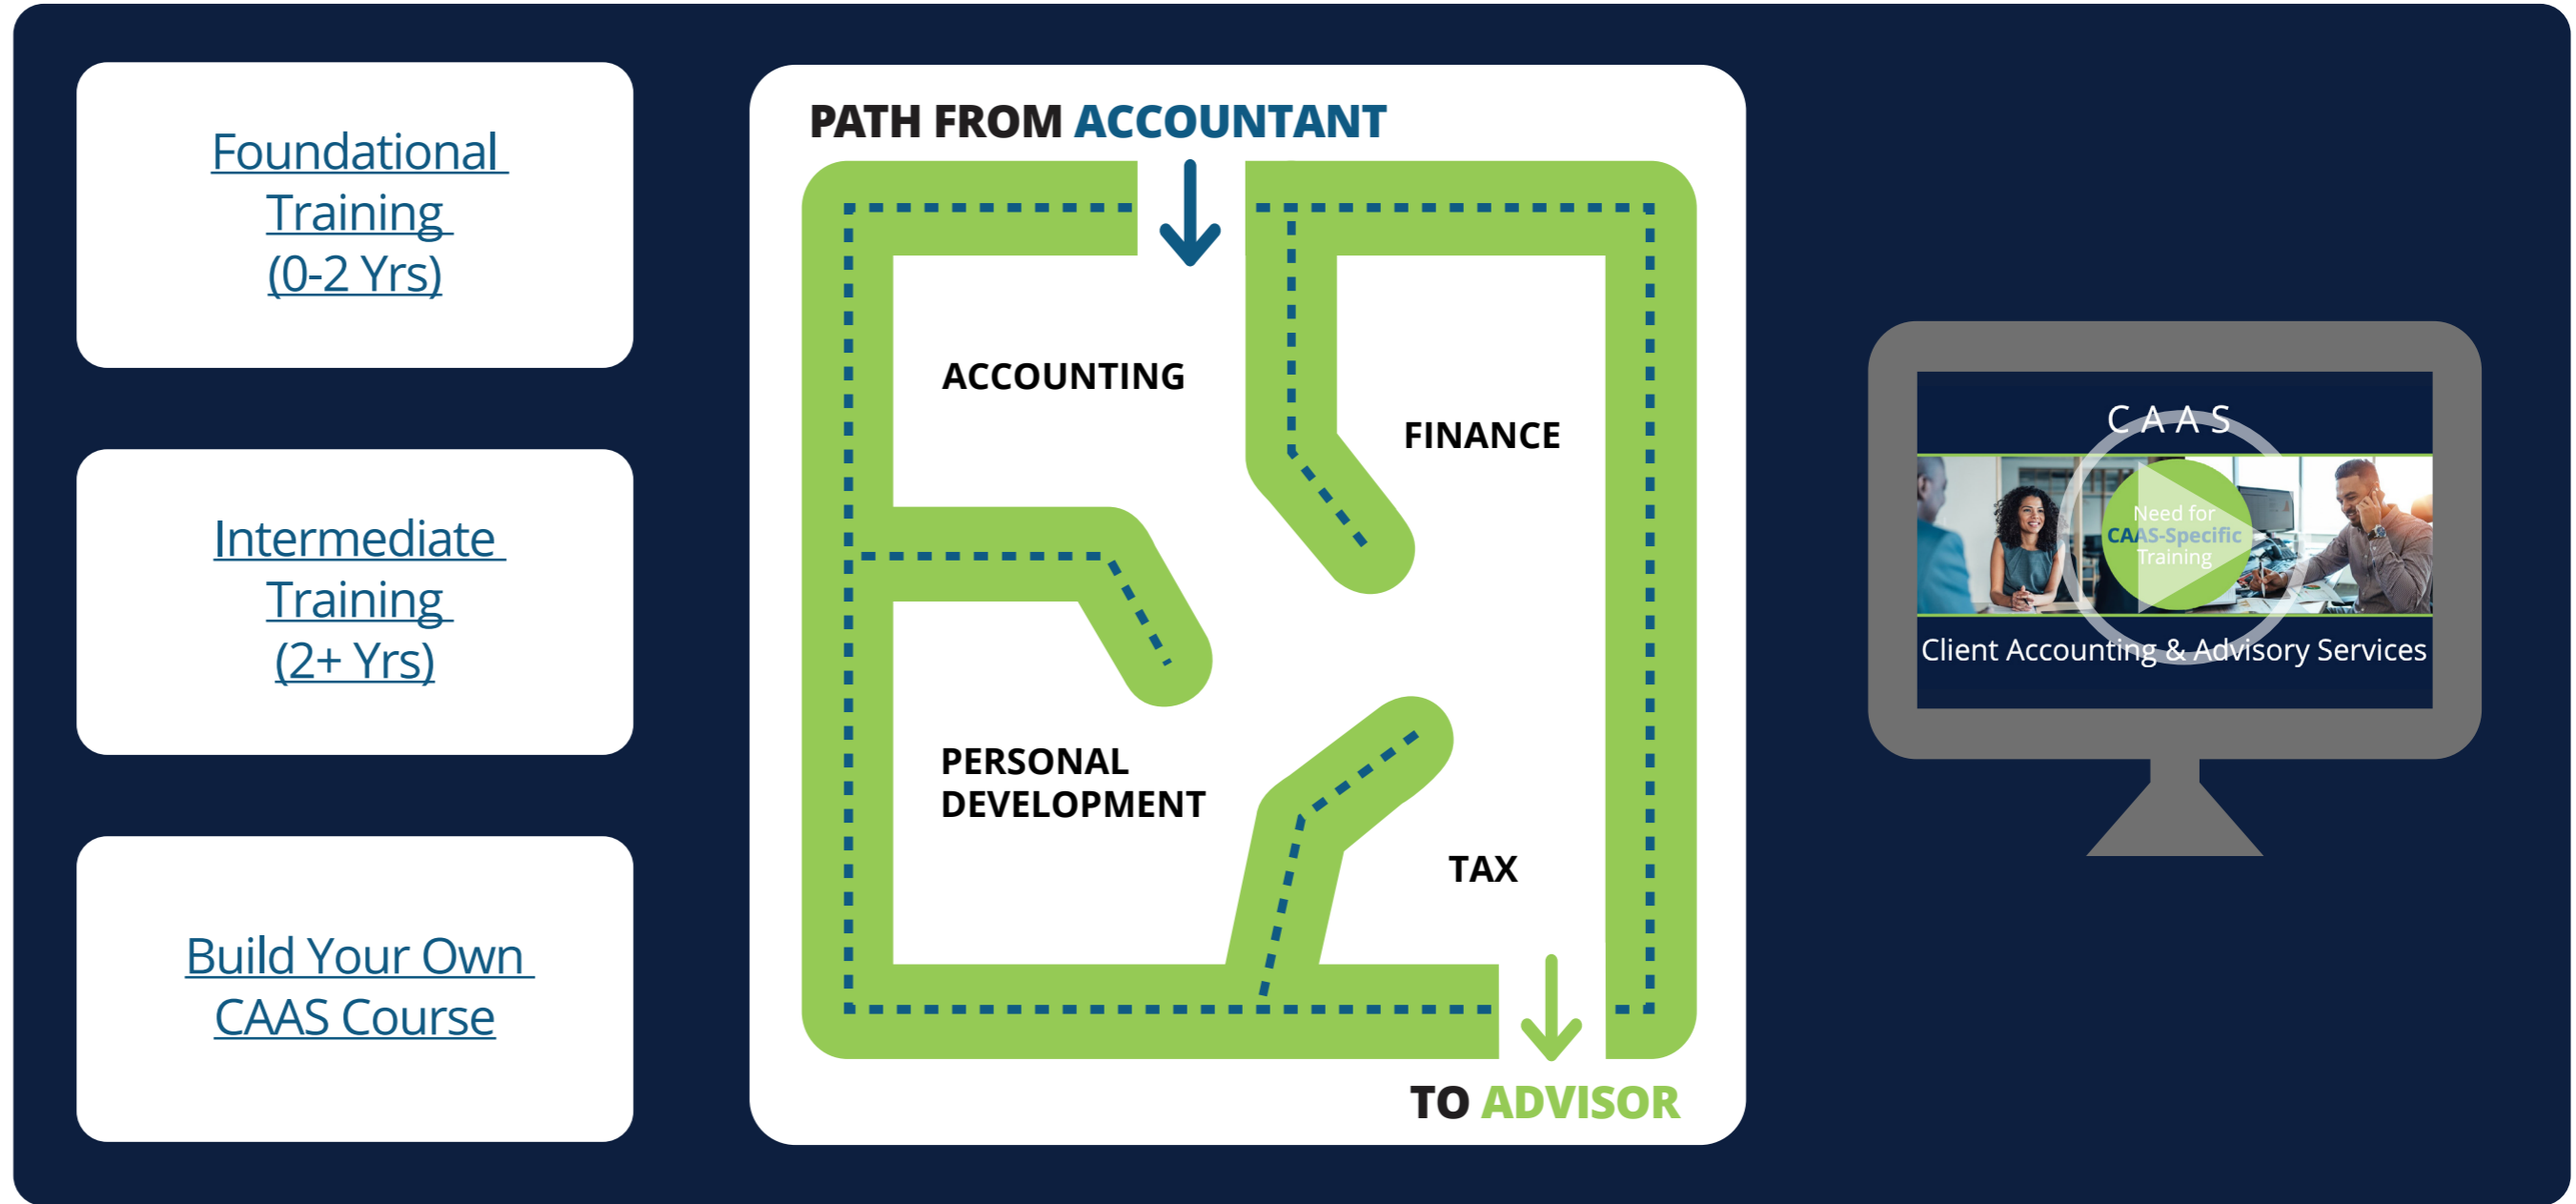 Foundational
Training
(0-2 Yrs)
Intermediate
Training
(2+ Yrs)
Build Your Own
CAAS Course
PATH FROM ACCOUNTANT
ACCOUNTING
FINANCE
PERSONAL
DEVELOPMENT
TAX
TO ADVISOR
CAAS
Need for
CAAS-Specific
Training
Client Accounting & Advisory Services